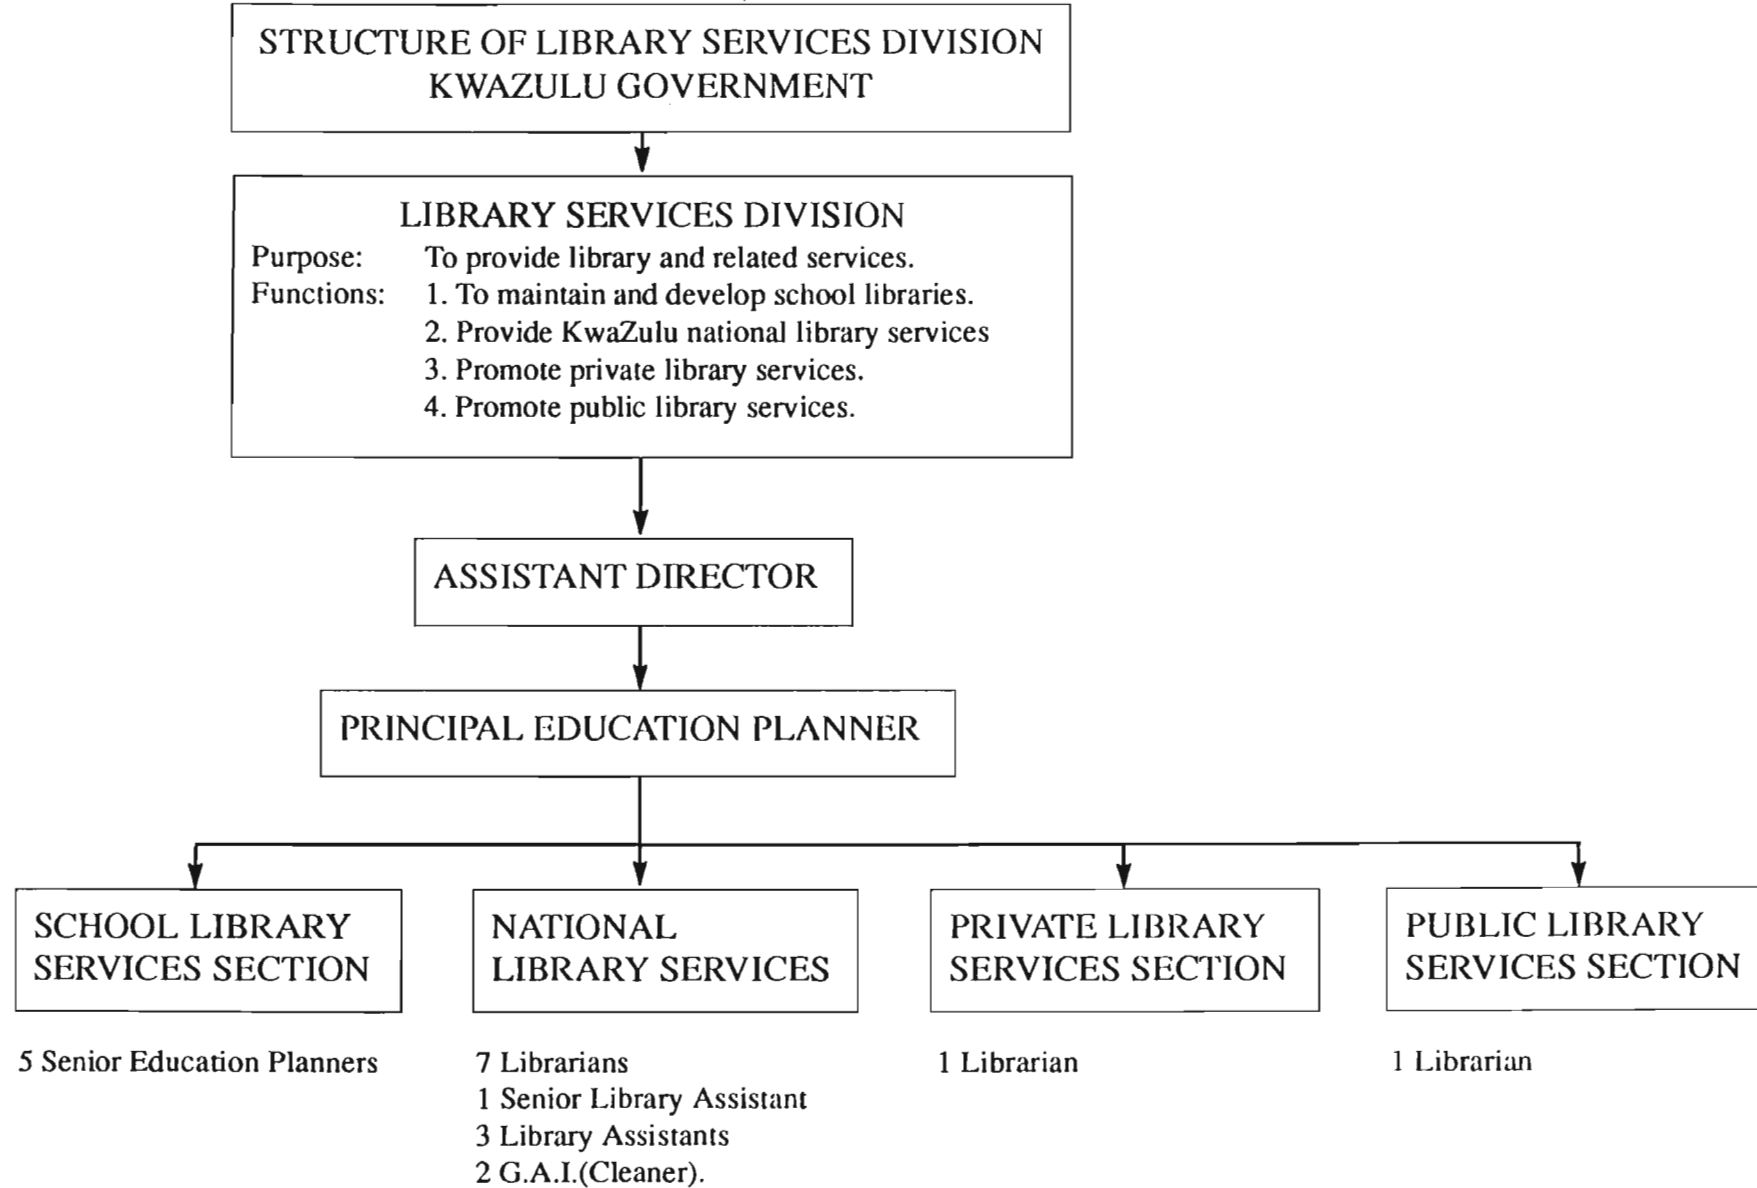 STRUCTURE OF LIBRARY SERVICES DIVISION
KWAZULU GOVERNMENT
LIBRARY SERVICES DIVISION
Purpose: To provide library and related services.
Functions: 1. To maintain and develop school libraries.
2. Provide KwaZulu national library services
3. Promote private library services.
4. Promote public library services.
ASSISTANT DIRECTOR
PRINCIPAL EDUCATION PLANNER
SCHOOL LIBRARY
SERVICES SECTION
5 Senior Education Planners
NATIONAL
LIBRARY SERVICES
7 Librarians
1 Senior Library Assistant
3 Library Assistants
2 G.A.I.(Cleaner).
PRIVATE LIBRARY
SERVICES SECTION
1 Librarian
PUBLIC LIBRARY
SERVICES SECTION
1 Librarian